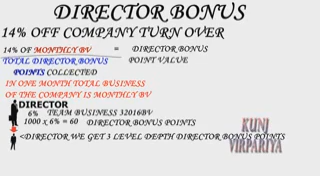 DIRECTOR BONUS
14% OFF COMPANY TURN OVER
14% OF MONTHLY BV = DIRECTOR BONUS
TOTAL DIRECTOR BONUS POINT VALUE
POINTS COLLECTED
IN ONE MONTH TOTAL BUSINESS
OF THE COMPANY IS MONTHLY BV
DIRECTOR
6% TEAM BUSINESS 32016BV
1000 x 6% = 60 DIRECTOR BONUS POINTS
<DIRECTOR WE GET 3 LEVEL DEPTH DIRECTOR BONUS POINTS
KUNJ
VIRPARIYA